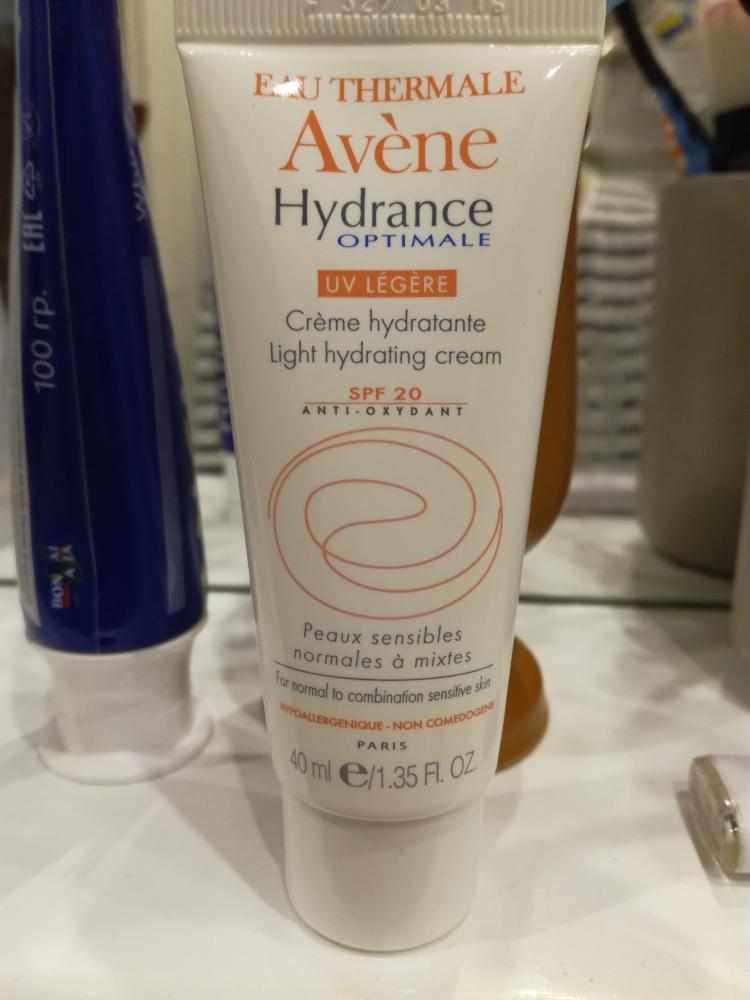 EAU THERMALE
Avène
Hydrance
OPTIMALE
UV LÉGÈRE
Crème hydratante
Light hydrating cream
SPF 20
ANTI-OXYDANT
Peaux sensibles
normales à mixtes
For normal to combination sensitive skin
HYPOALLERGENIQUE - NON COMEDOGENE
PARIS
40 ml e/1.35 Fl. OZ.
100 гр.
EAC